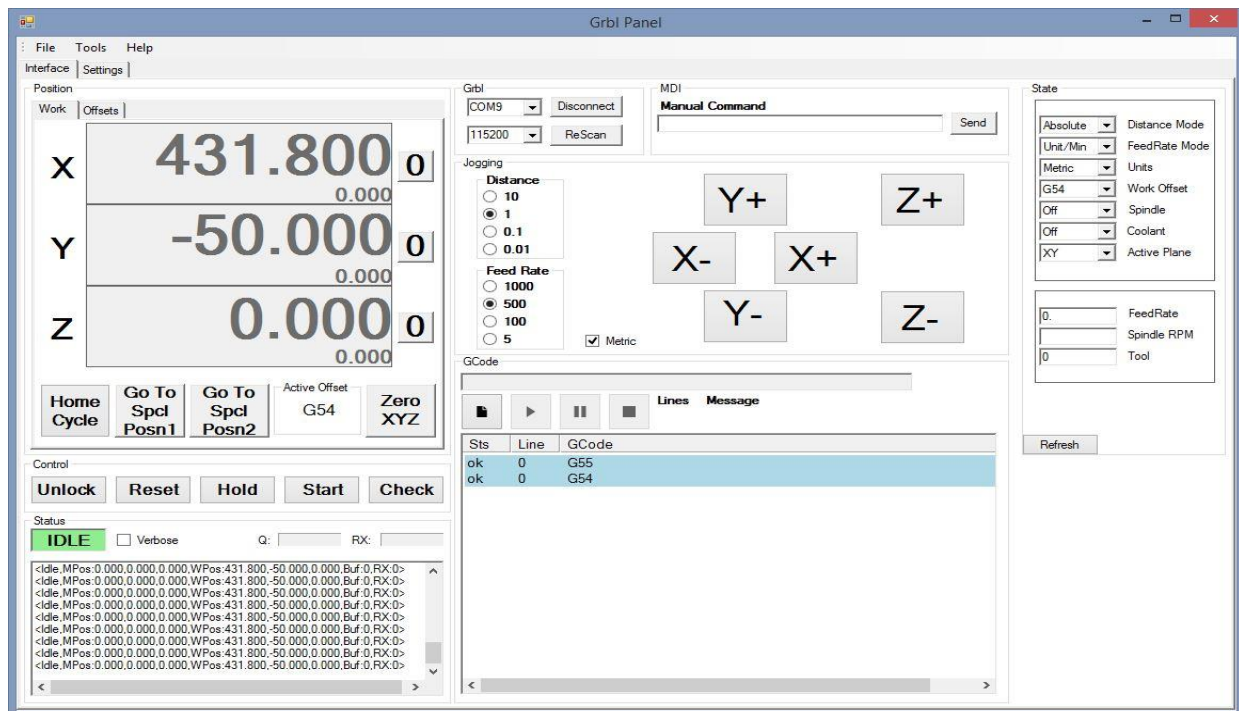 Grbl Panel
File Tools Help
Interface Settings
Position
Work Offsets
X 431.800 0
0.000
Y -50.000 0
0.000
Z 0.000 0
0.000
Home Cycle
Go To Spcl Posn1
Go To Spcl Posn2
Active Offset
G54
Zero XYZ
Control
Unlock Reset Hold Start Check
Status
IDLE Verbose Q: RX:
<Idle,MPos:0.000,0.000,0.000,WPos:431.800,-50.000,0.000,Buf:0,RX:0>
<Idle,MPos:0.000,0.000,0.000,WPos:431.800,-50.000,0.000,Buf:0,RX:0>
<Idle,MPos:0.000,0.000,0.000,WPos:431.800,-50.000,0.000,Buf:0,RX:0>
<Idle,MPos:0.000,0.000,0.000,WPos:431.800,-50.000,0.000,Buf:0,RX:0>
<Idle,MPos:0.000,0.000,0.000,WPos:431.800,-50.000,0.000,Buf:0,RX:0>
<Idle,MPos:0.000,0.000,0.000,WPos:431.800,-50.000,0.000,Buf:0,RX:0>
<Idle,MPos:0.000,0.000,0.000,WPos:431.800,-50.000,0.000,Buf:0,RX:0>
<Idle,MPos:0.000,0.000,0.000,WPos:431.800,-50.000,0.000,Buf:0,RX:0>
<Idle,MPos:0.000,0.000,0.000,WPos:431.800,-50.000,0.000,Buf:0,RX:0>
Grbl
COM9 Disconnect
115200 ReScan
MDI
Manual Command
Send
Jogging
Distance
10
1
0.1
0.01
Feed Rate
1000
500
100
5
Metric
Y+ Z+
X- X+
Y- Z-
GCode
Lines Message
Sts Line GCode
ok 0 G55
ok 0 G54
State
Absolute Distance Mode
Unit/Min FeedRate Mode
Metric Units
G54 Work Offset
Off Spindle
Off Coolant
XY Active Plane
0. FeedRate
Spindle RPM
0 Tool
Refresh